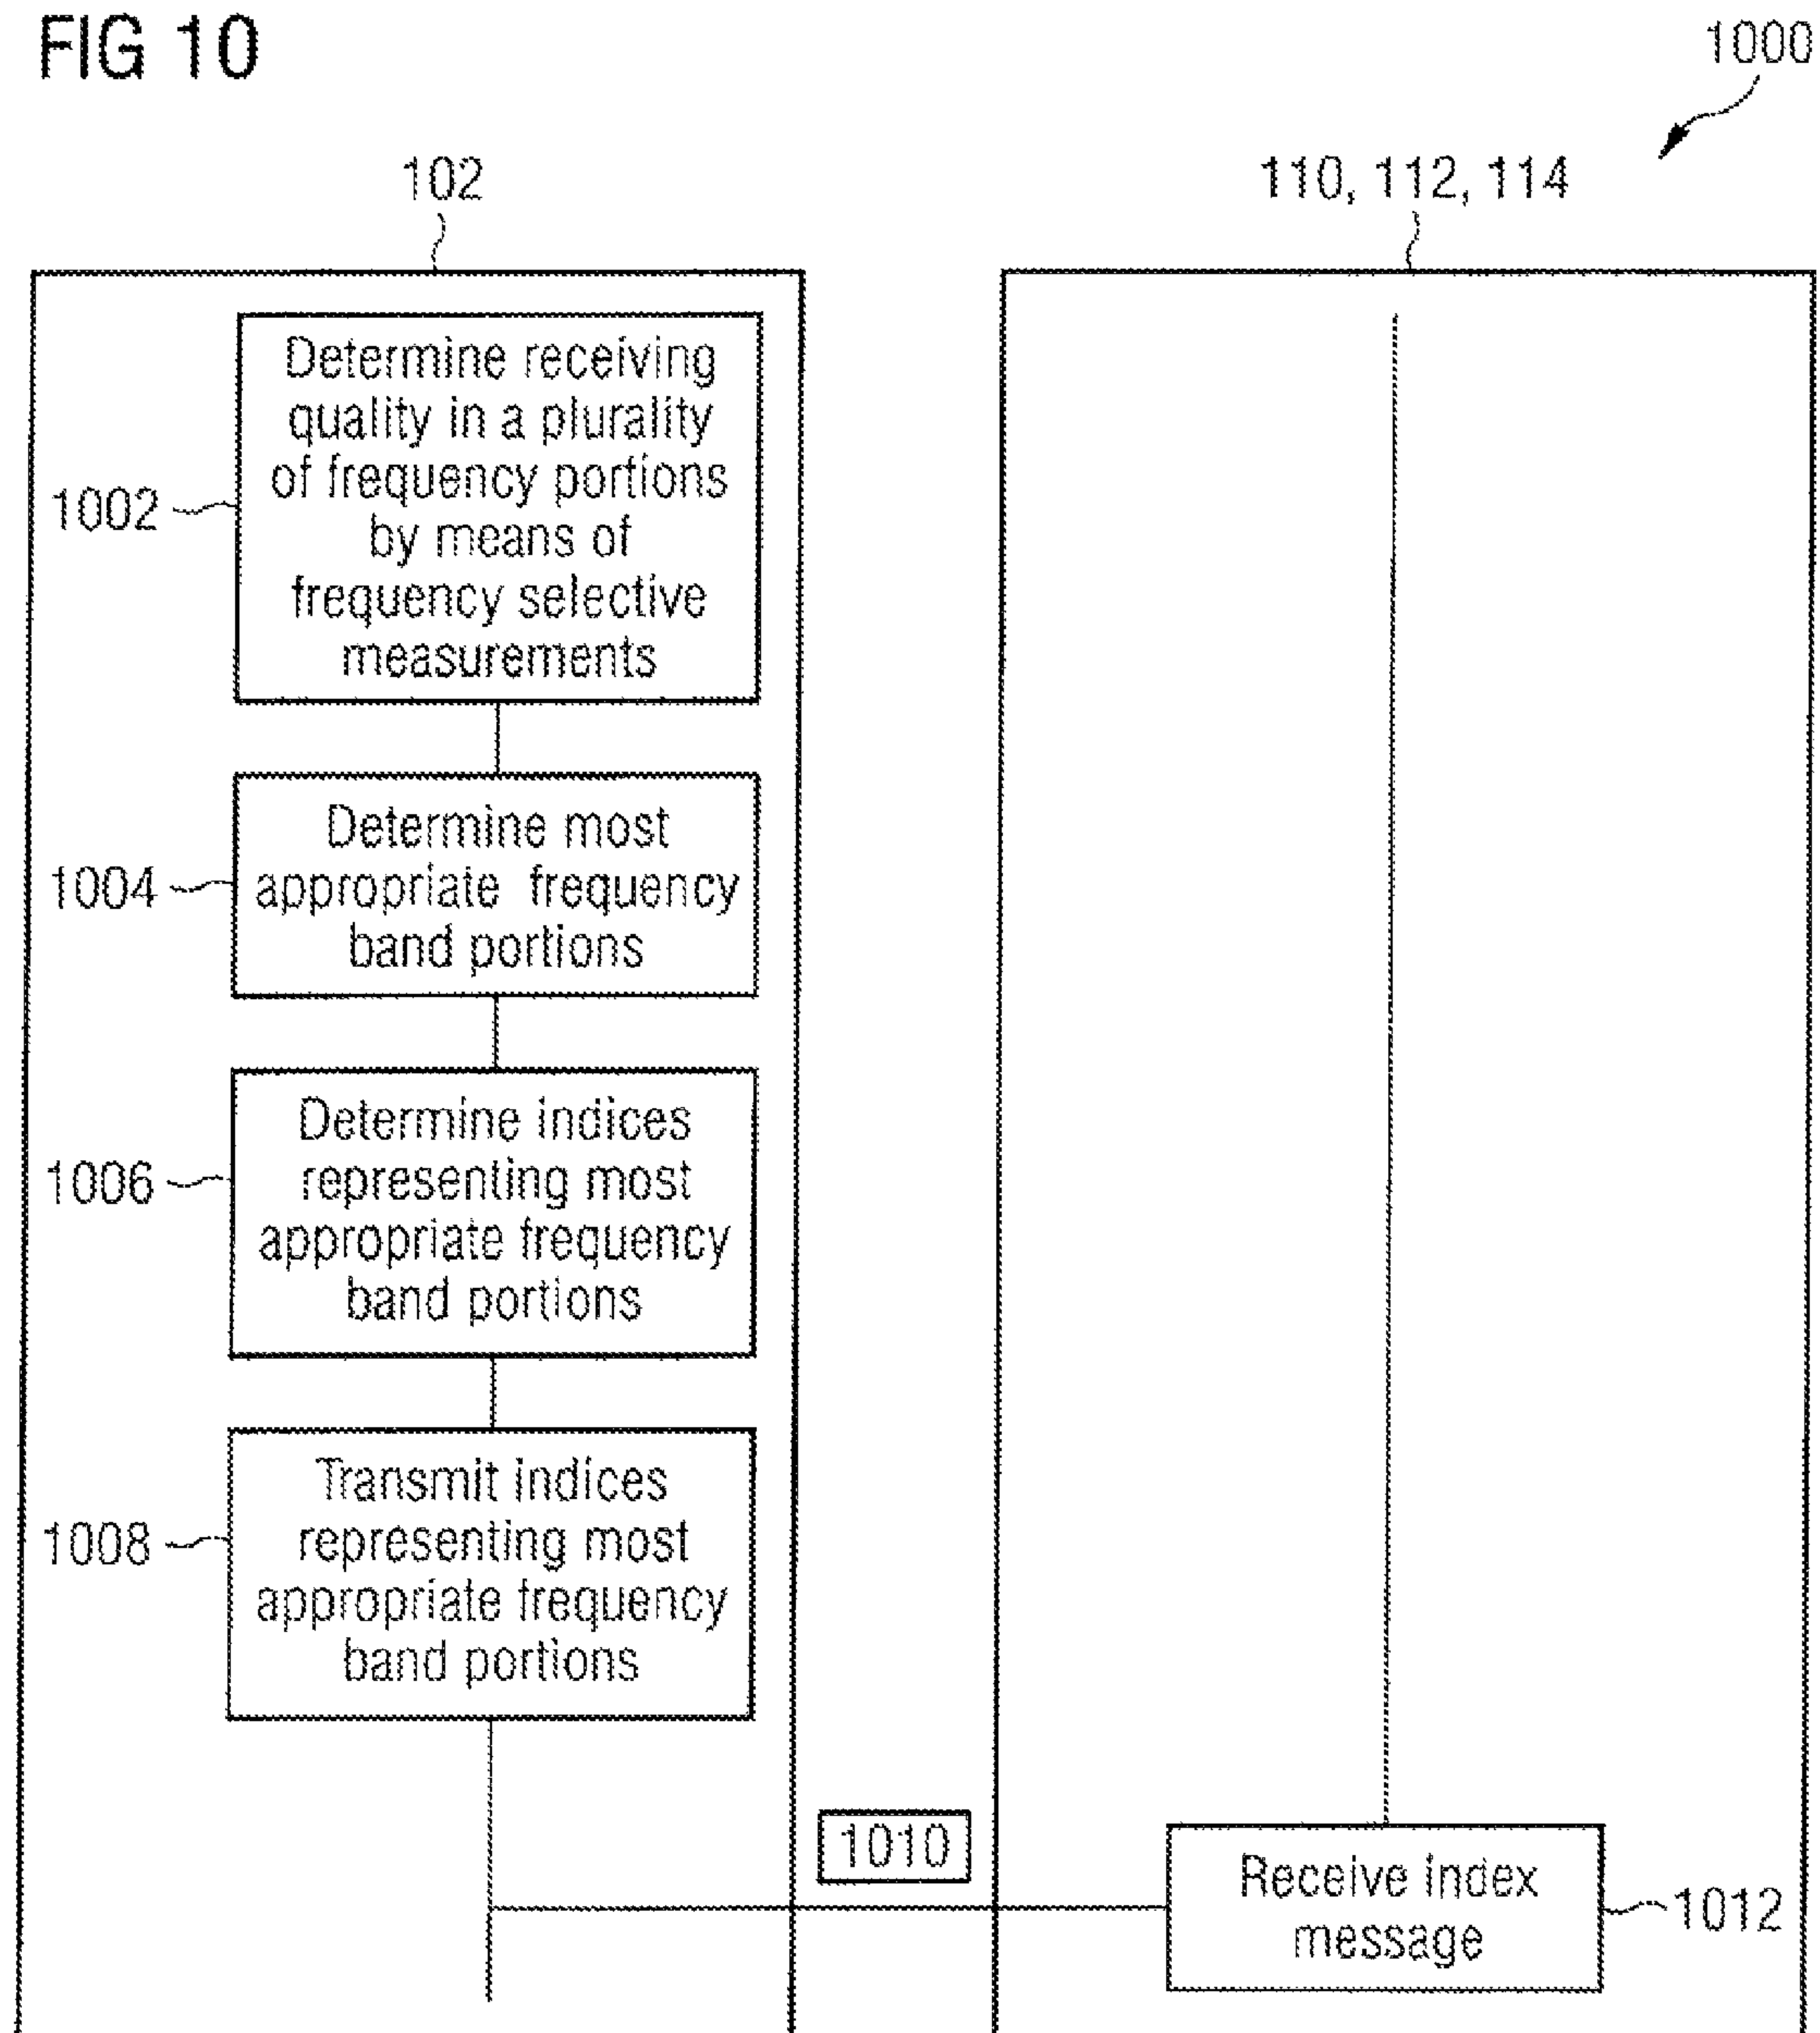 FIG 10
1000
102
110, 112, 114
Determine receiving
quality in a plurality
of frequency portions
by means of
frequency selective
measurements
1002
Determine most
appropriate frequency
band portions
1004
Determine indices
representing most
appropriate frequency
band portions
1006
Transmit indices
representing most
appropriate frequency
band portions
1008
1010
Receive index
message
1012